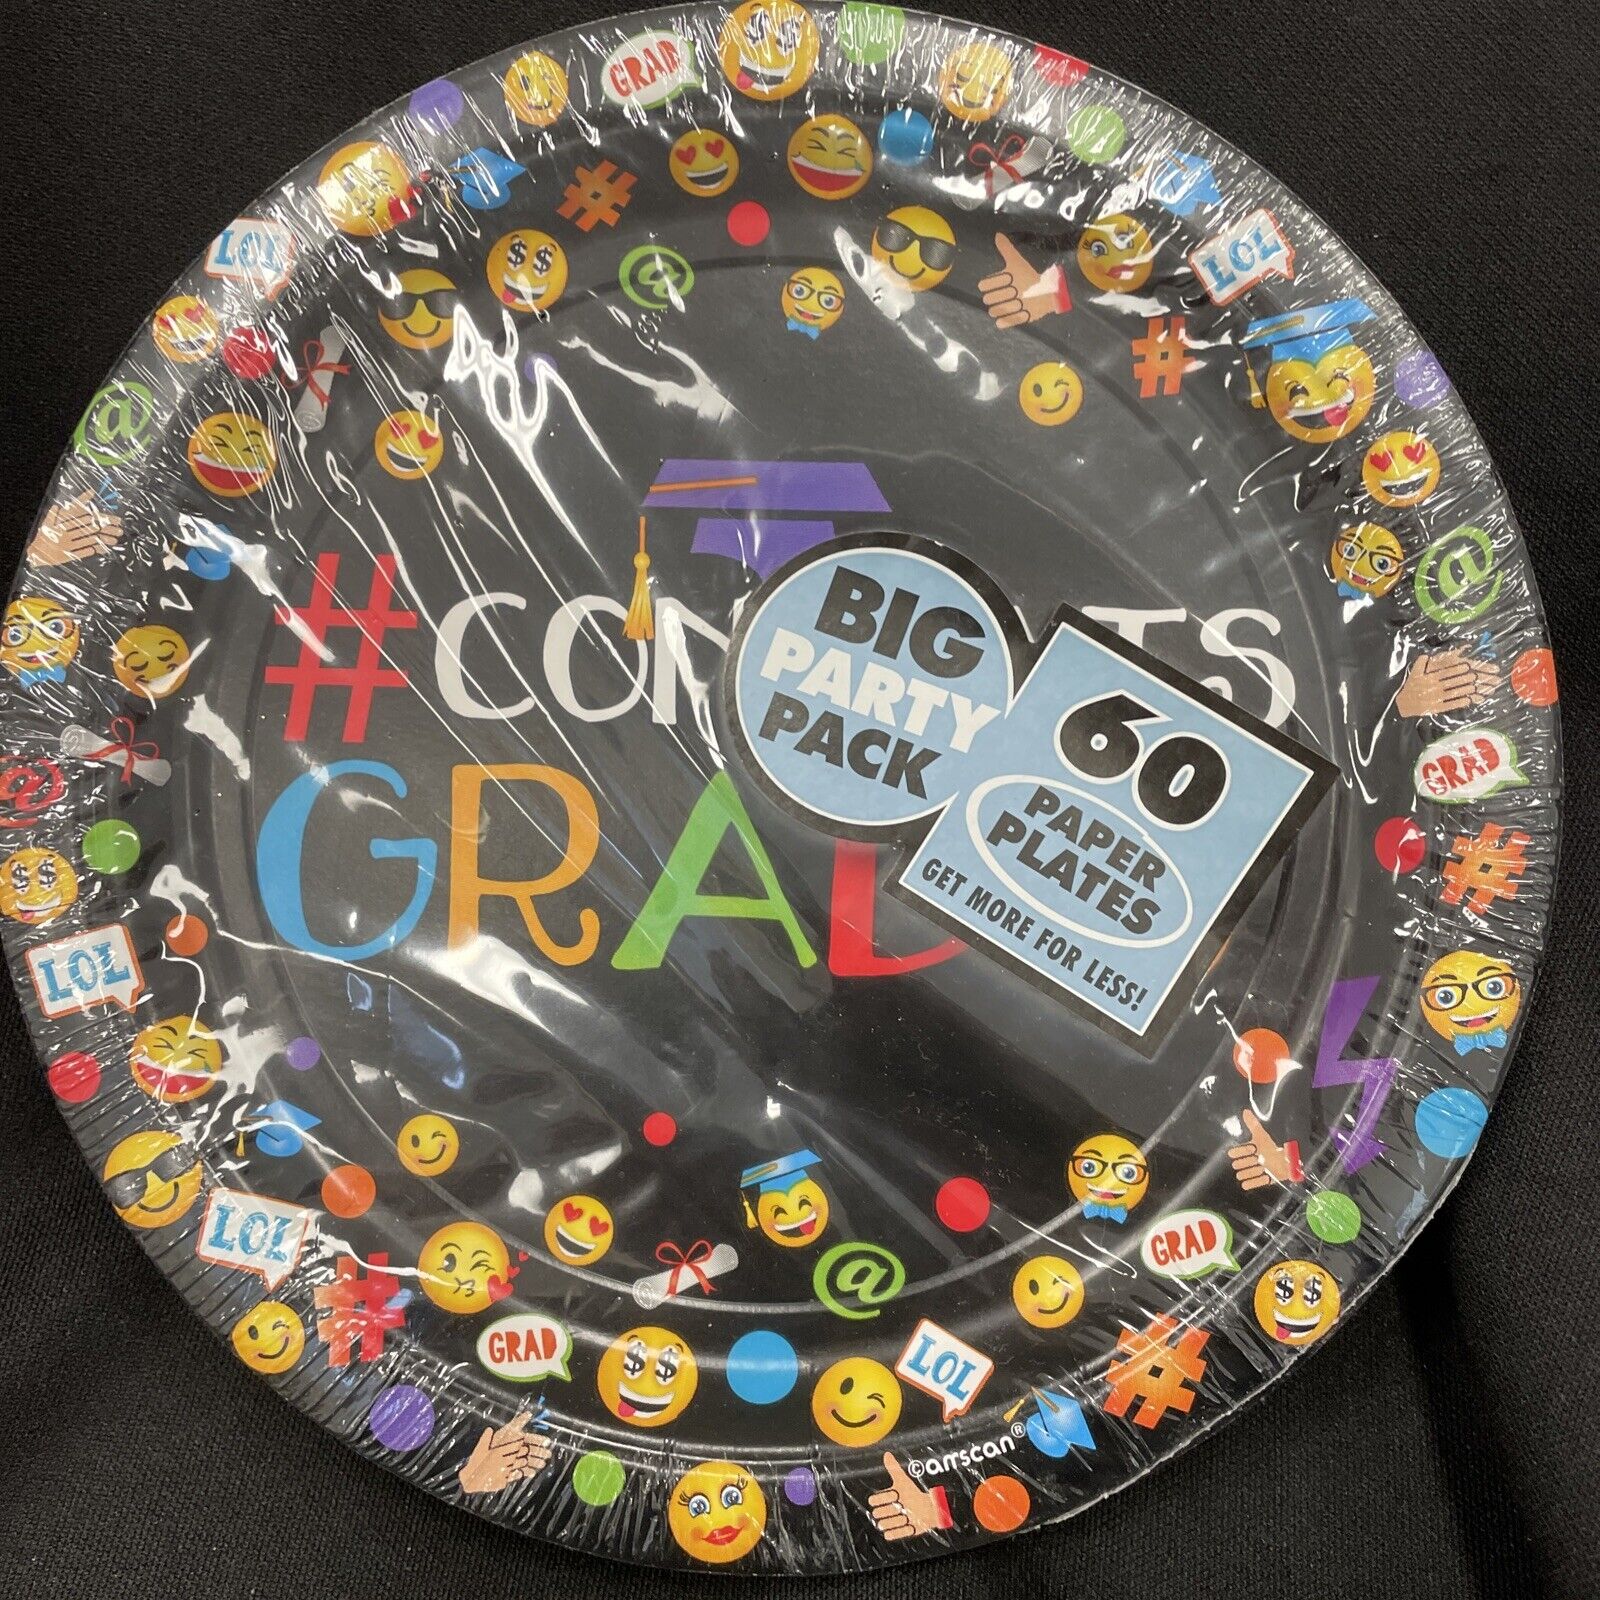 GRAD
LOL
LOL
@
#
@
#
@
@
#CON TS
GRAD
BIG
PARTY
PACK
60
PAPER
PLATES
GET MORE FOR LESS!
GRAD
@
#
LOL
LOL
GRAD
@
#
GRAD
LOL
#
©amscan®